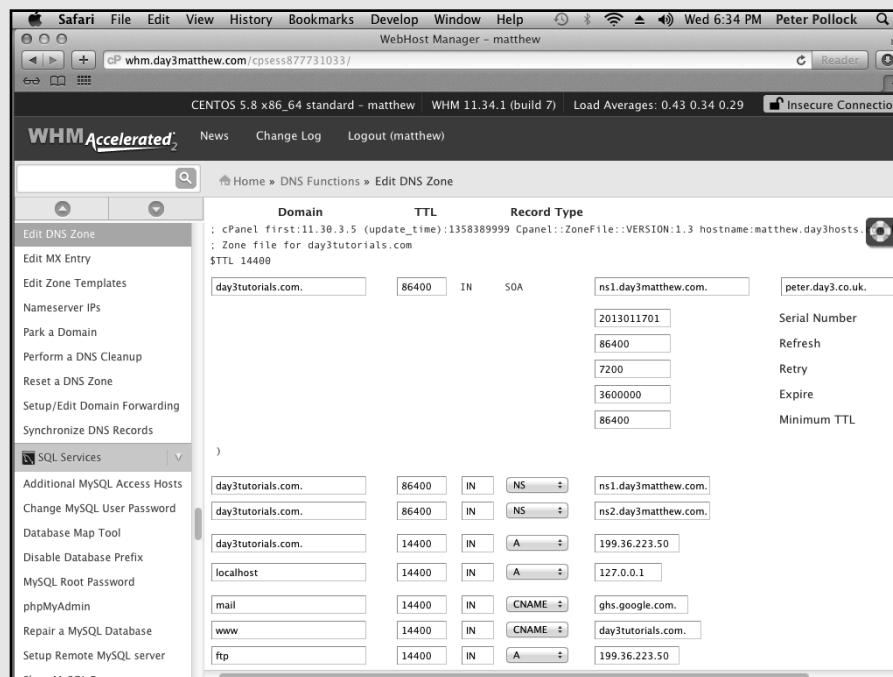 Safari File Edit View History Bookmarks Develop Window Help Wed 6:34 PM Peter Pollock
WebHost Manager – matthew
cP whm.day3matthew.com/cpsess877731033/ Reader
CENTOS 5.8 x86_64 standard – matthew WHM 11.34.1 (build 7) Load Averages: 0.43 0.34 0.29 Insecure Connectio
WHM Accelerated2 News Change Log Logout (matthew)
Home » DNS Functions » Edit DNS Zone
Domain TTL Record Type
; cPanel first:11.30.3.5 (update_time):1358389999 Cpanel::ZoneFile::VERSION:1.3 hostname:matthew.day3hosts.
; Zone file for day3tutorials.com
$TTL 14400
day3tutorials.com. 86400 IN SOA ns1.day3matthew.com. peter.day3.co.uk.
2013011701 Serial Number
86400 Refresh
7200 Retry
3600000 Expire
86400 Minimum TTL
)
day3tutorials.com. 86400 IN NS ns1.day3matthew.com.
day3tutorials.com. 86400 IN NS ns2.day3matthew.com.
day3tutorials.com. 14400 IN A 199.36.223.50
localhost 14400 IN A 127.0.0.1
mail 14400 IN CNAME ghs.google.com.
www 14400 IN CNAME day3tutorials.com.
ftp 14400 IN A 199.36.223.50
Edit DNS Zone
Edit MX Entry
Edit Zone Templates
Nameserver IPs
Park a Domain
Perform a DNS Cleanup
Reset a DNS Zone
Setup/Edit Domain Forwarding
Synchronize DNS Records
SQL Services
Additional MySQL Access Hosts
Change MySQL User Password
Database Map Tool
Disable Database Prefix
MySQL Root Password
phpMyAdmin
Repair a MySQL Database
Setup Remote MySQL server